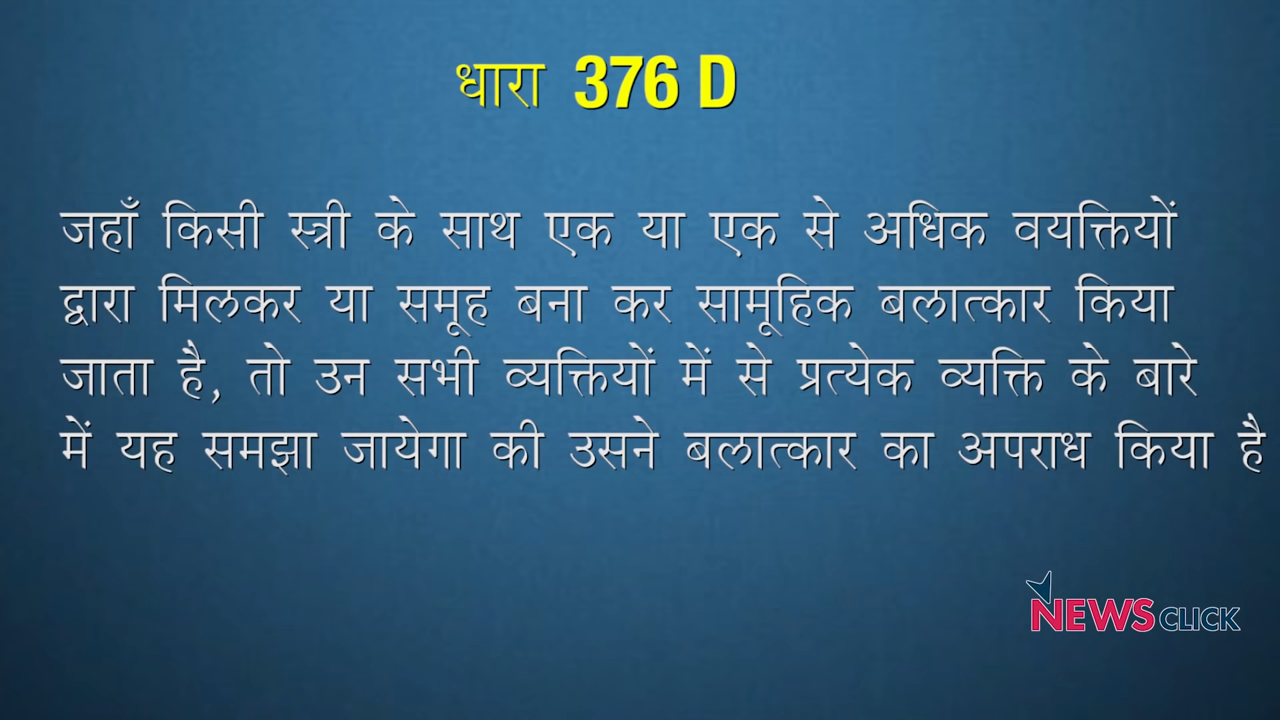 धारा 376 D
जहाँ किसी स्त्री के साथ एक या एक से अधिक वयक्तियों
द्वारा मिलकर या समूह बना कर सामूहिक बलात्कार किया
जाता है, तो उन सभी व्यक्तियों में से प्रत्येक व्यक्ति के बारे
में यह समझा जायेगा की उसने बलात्कार का अपराध किया है
NEWSCLICK